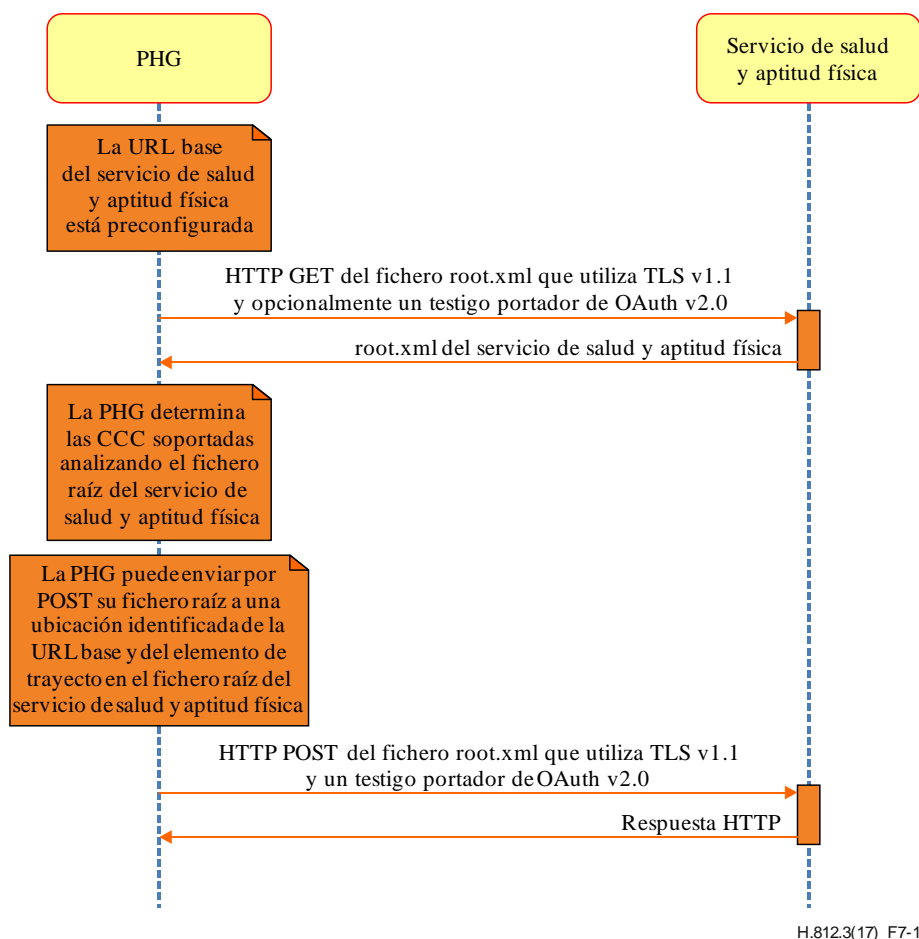 PHG
Servicio de salud
y aptitud física
La URL base
del servicio de salud
y aptitud física
está preconfigurada
HTTP GET del fichero root.xml que utiliza TLS v1.1
y opcionalmente un testigo portador de OAuth v2.0
root.xml del servicio de salud y aptitud física
La PHG determina
las CCC soportadas
analizando el fichero
raíz del servicio de
salud y aptitud física
La PHG puede enviar por
POST su fichero raíz a una
ubicación identificada de la
URL base y del elemento de
trayecto en el fichero raíz del
servicio de salud y aptitud física
HTTP POST del fichero root.xml que utiliza TLS v1.1
y un testigo portador de OAuth v2.0
Respuesta HTTP
H.812.3(17)_F7-1